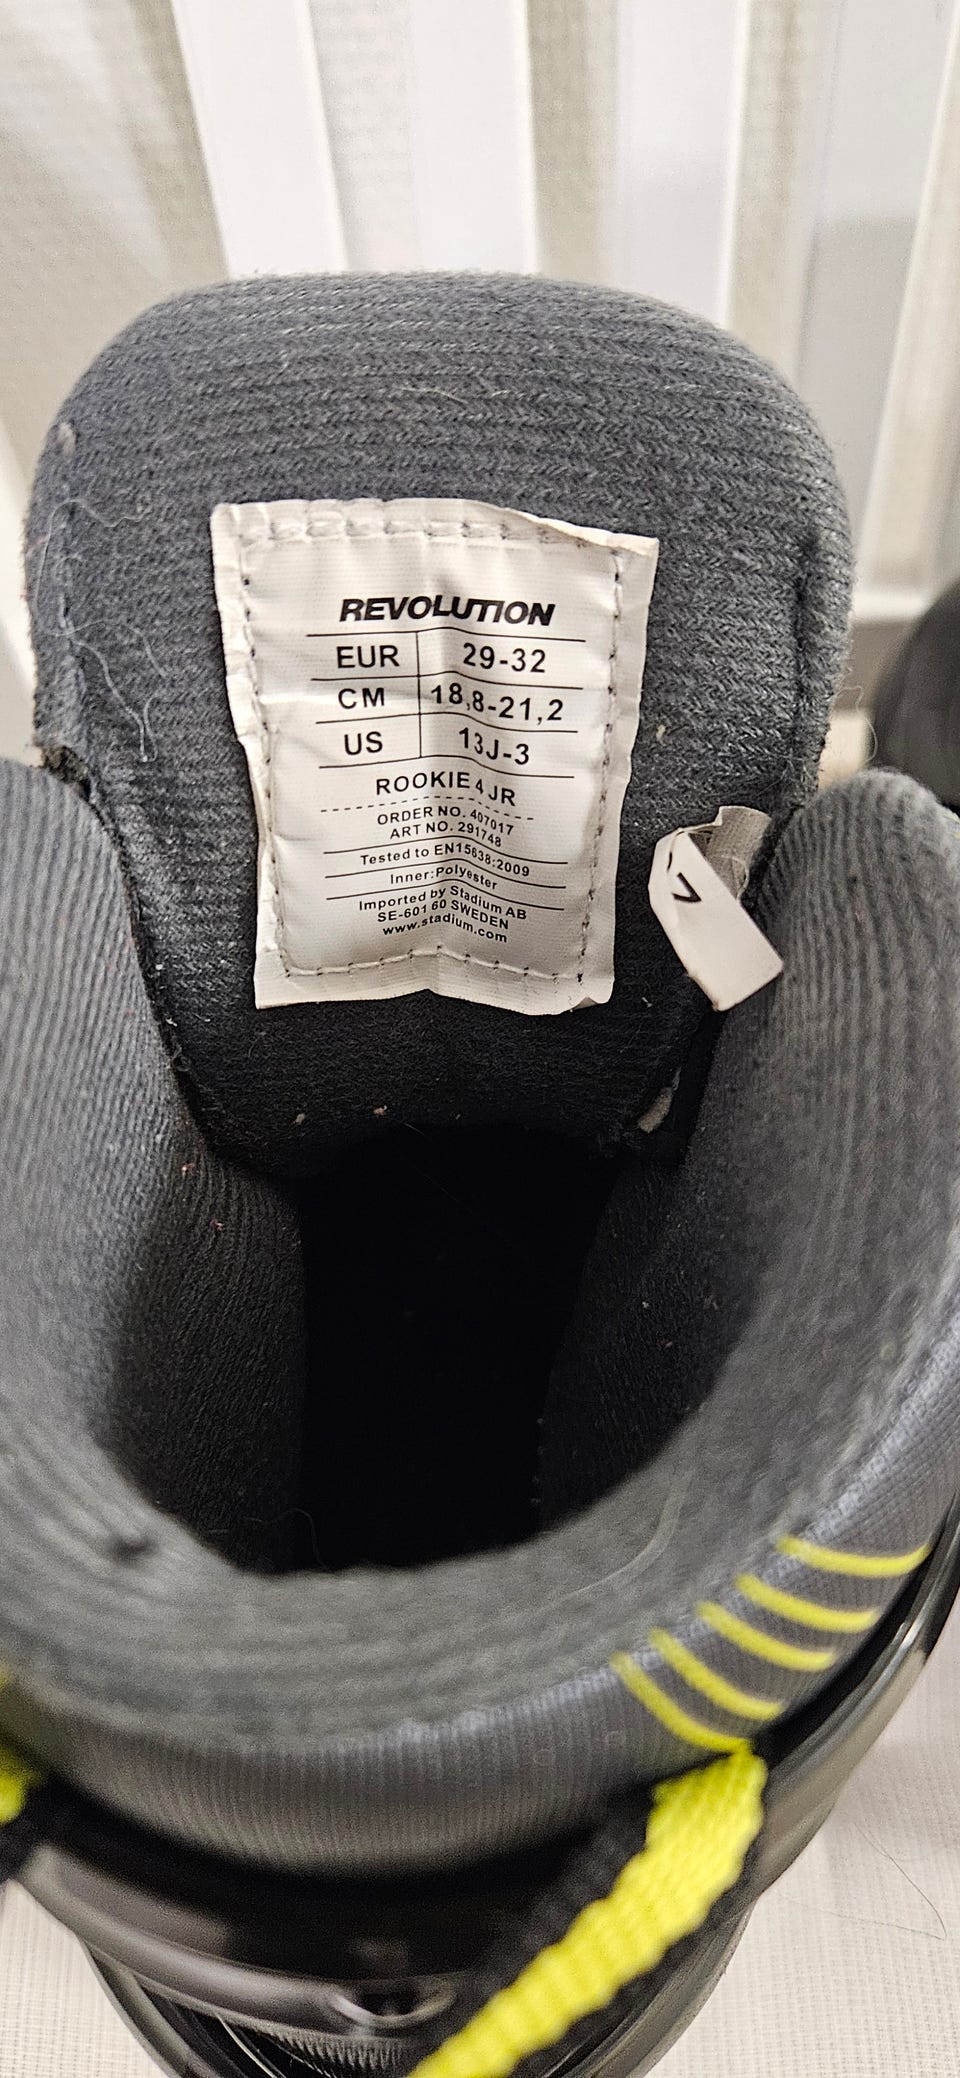 REVOLUTION
EUR 29-32
CM 18,8-21,2
US 13J-3
ROOKIE 4 JR
ORDER NO. 407017
ART NO. 291748
Tested to EN15638:2009
Inner:Polyester
Imported by Stadium AB
SE-601 60 SWEDEN
www.stadium.com
7